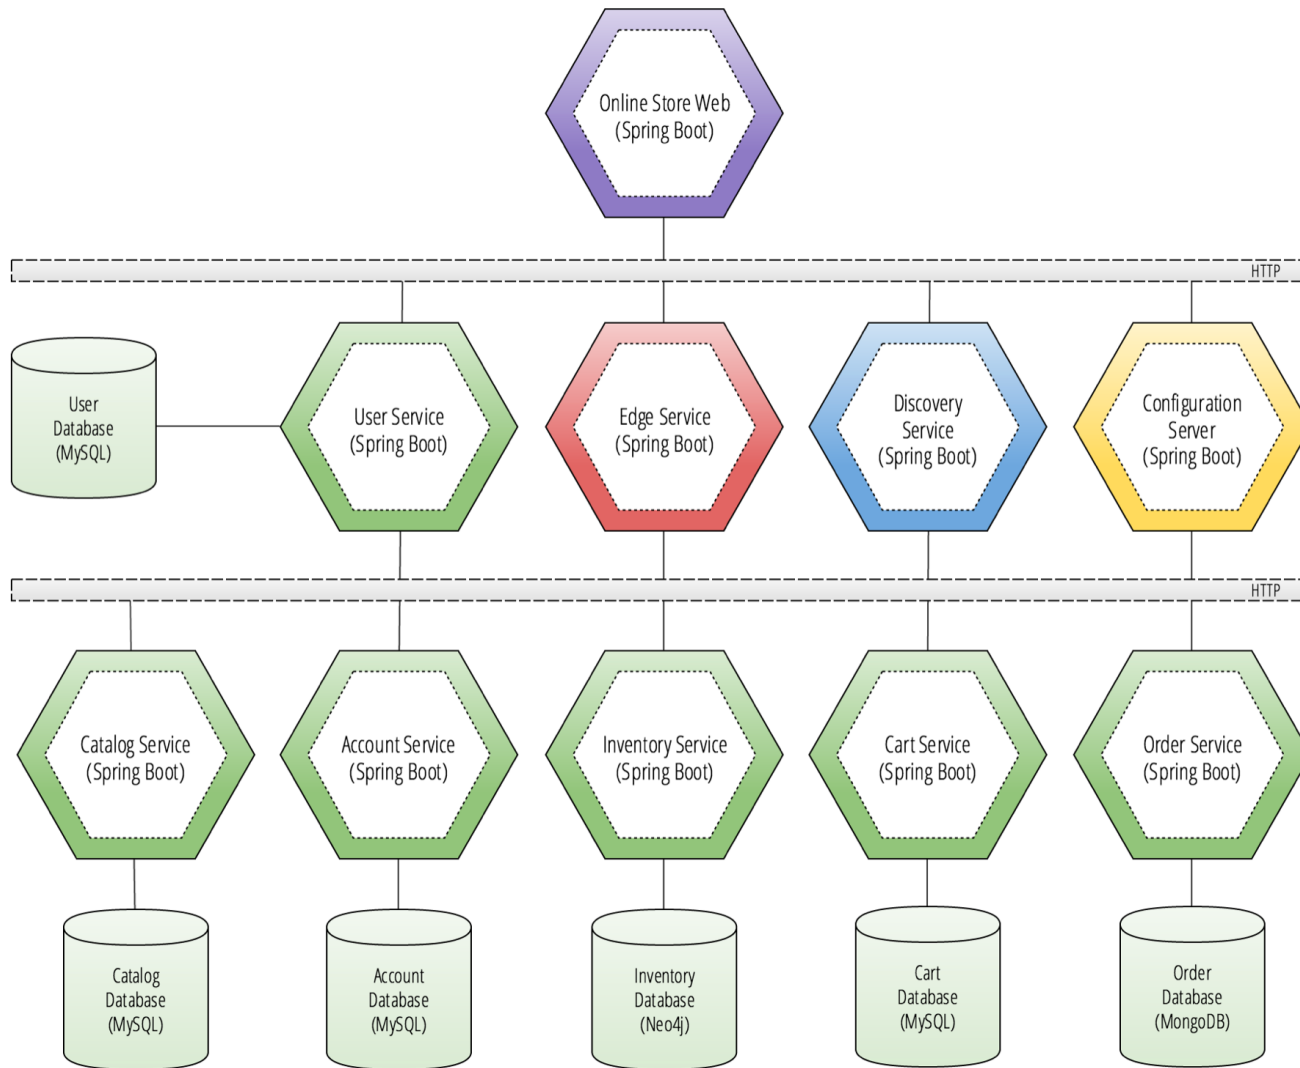 Online Store Web
(Spring Boot)
HTTP
User
Database
(MySQL)
User Service
(Spring Boot)
Edge Service
(Spring Boot)
Discovery
Service
(Spring Boot)
Configuration
Server
(Spring Boot)
HTTP
Catalog Service
(Spring Boot)
Account Service
(Spring Boot)
Inventory Service
(Spring Boot)
Cart Service
(Spring Boot)
Order Service
(Spring Boot)
Catalog
Database
(MySQL)
Account
Database
(MySQL)
Inventory
Database
(Neo4j)
Cart
Database
(MySQL)
Order
Database
(MongoDB)